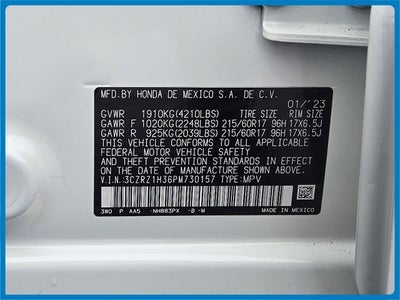 MFD.BY HONDA DE MEXICO S.A. DE C.V.
01/'23
GVWR 1910KG(4210LBS) TIRE SIZE RIM SIZE
GAWR F 1020KG(2248LBS) 215/60R17 96H 17X6.5J
GAWR R 925KG(2039LBS) 215/60R17 96H 17X6.5J
THIS VEHICLE CONFORMS TO ALL APPLICABLE
FEDERAL MOTOR VEHICLE SAFETY AND THEFT
PREVENTION STANDARDS IN EFFECT ON THE DATE
OF MANUFACTURE SHOWN ABOVE.
V.I.N.:3CZRZ1H36PM730157 TYPE:MPV
3W0 P AA5 -NH883PX -B -M MADE IN MEXICO